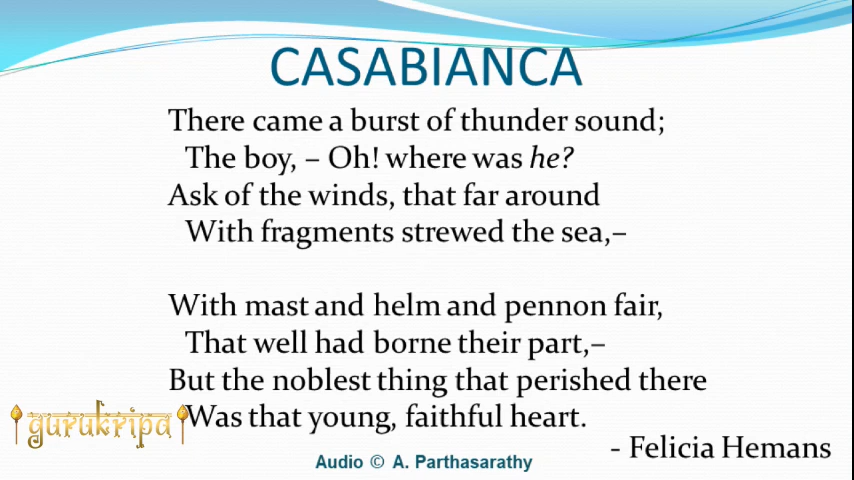 CASABIANCA
There came a burst of thunder sound;
The boy, – Oh! where was he?
Ask of the winds, that far around
With fragments strewed the sea,–
With mast and helm and pennon fair,
That well had borne their part,–
But the noblest thing that perished there
Was that young, faithful heart.
- Felicia Hemans
gurukripa
Audio © A. Parthasarathy